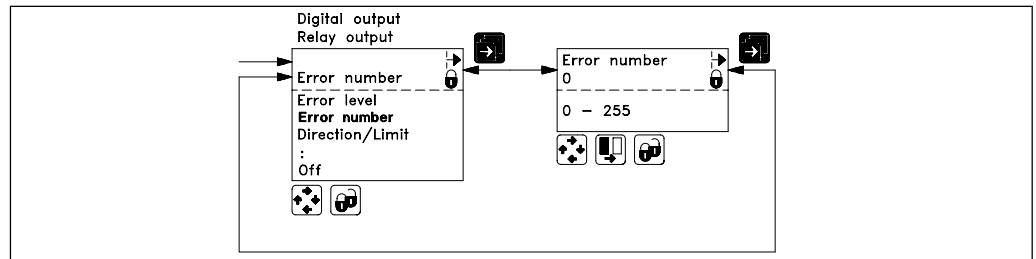 Digital output
Relay output
Error number
Error level
Error number
Direction/Limit
:
Off
Error number
0
0 – 255